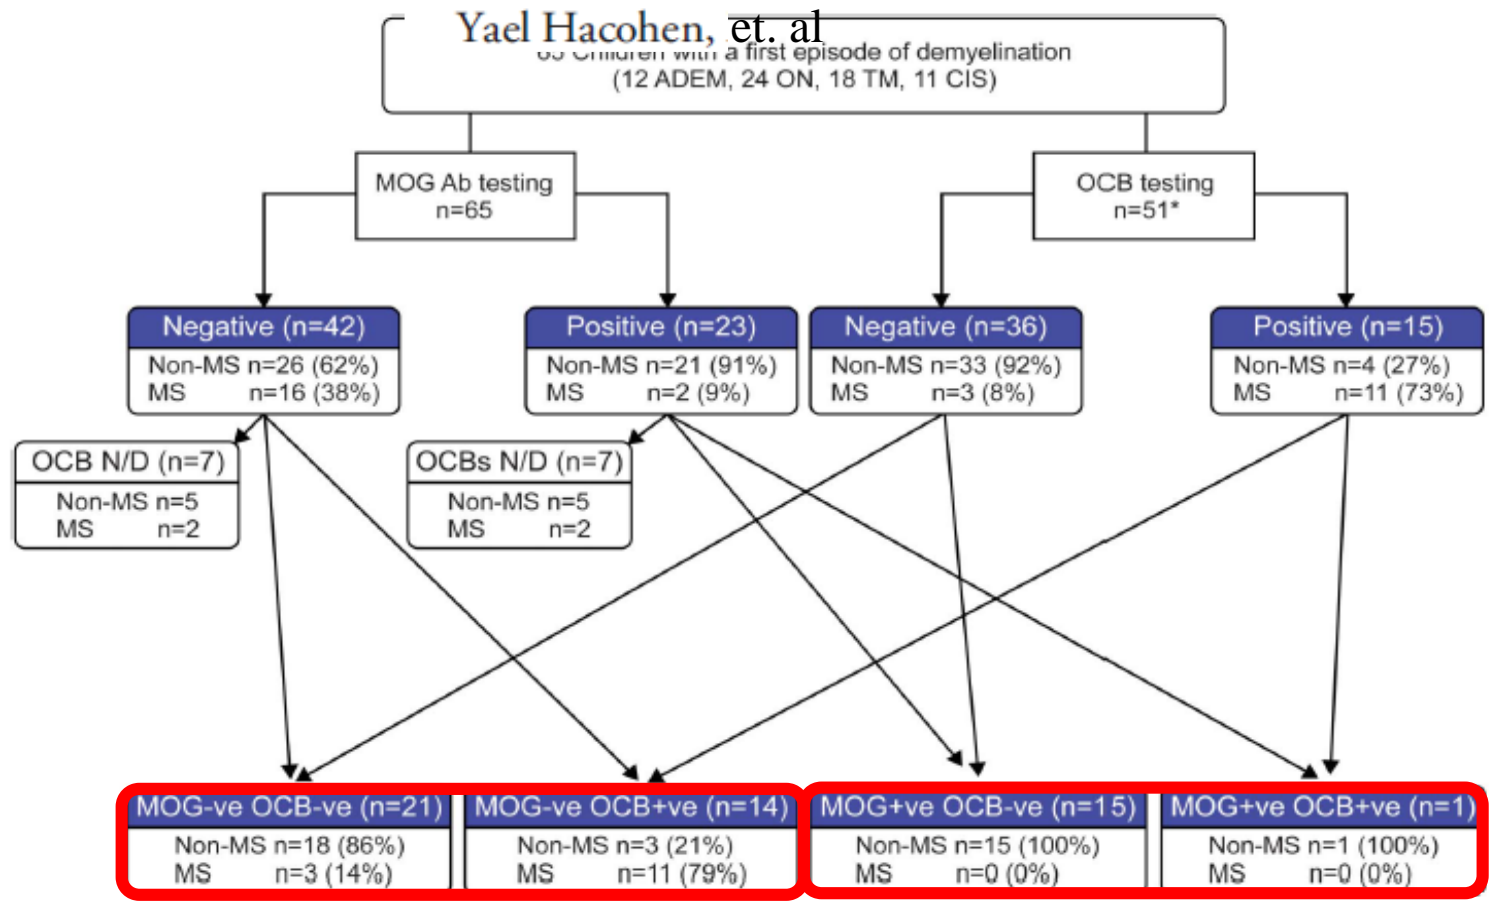 Yael Hacohen, et. al
a first episode of demyelination
(12 ADEM, 24 ON, 18 TM, 11 CIS)
MOG Ab testing
n=65
OCB testing
n=51*
Negative (n=42)
Non-MS n=26 (62%)
MS n=16 (38%)
Positive (n=23)
Non-MS n=21 (91%)
MS n=2 (9%)
Negative (n=36)
Non-MS n=33 (92%)
MS n=3 (8%)
Positive (n=15)
Non-MS n=4 (27%)
MS n=11 (73%)
OCB N/D (n=7)
Non-MS n=5
MS n=2
OCBs N/D (n=7)
Non-MS n=5
MS n=2
MOG-ve OCB-ve (n=21)
Non-MS n=18 (86%)
MS n=3 (14%)
MOG-ve OCB+ve (n=14)
Non-MS n=3 (21%)
MS n=11 (79%)
MOG+ve OCB-ve (n=15)
Non-MS n=15 (100%)
MS n=0 (0%)
MOG+ve OCB+ve (n=1)
Non-MS n=1 (100%)
MS n=0 (0%)